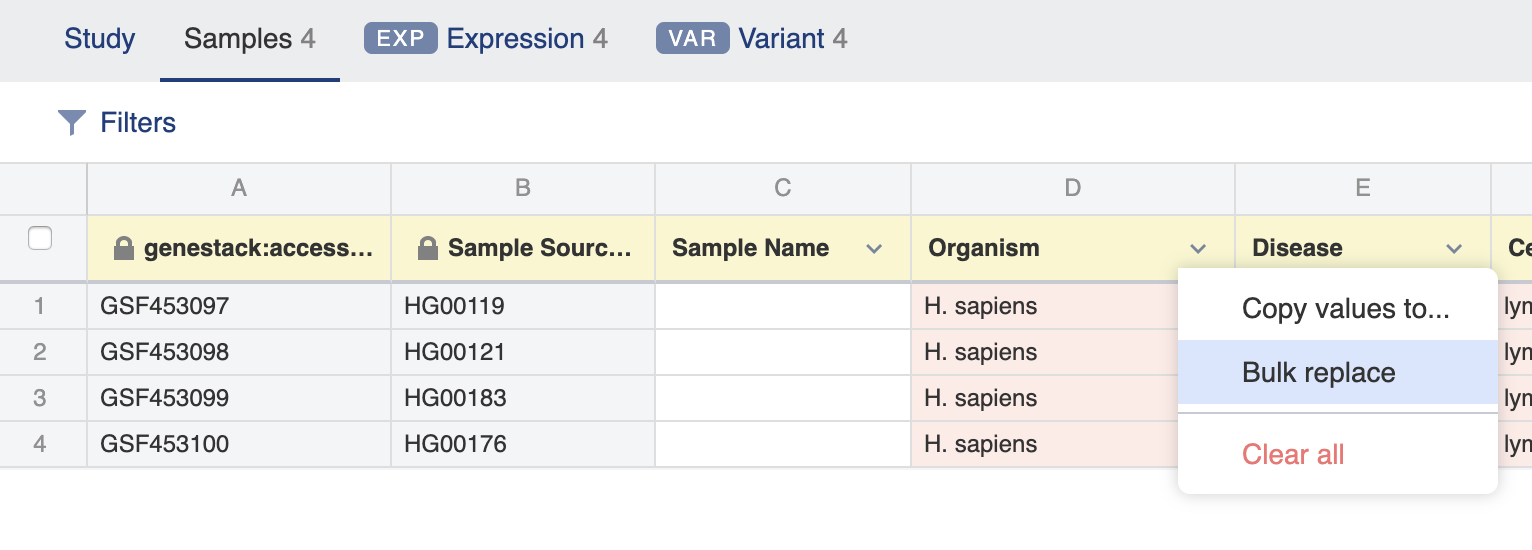 Study Samples 4 EXP Expression 4 VAR Variant 4
Filters
A B C D E
genestack:access... Sample Sourc... Sample Name Organism Disease Ce
1 GSF453097 HG00119 H. sapiens Copy values to... lyn
2 GSF453098 HG00121 H. sapiens Bulk replace lyn
3 GSF453099 HG00183 H. sapiens lyn
4 GSF453100 HG00176 H. sapiens Clear all lyn